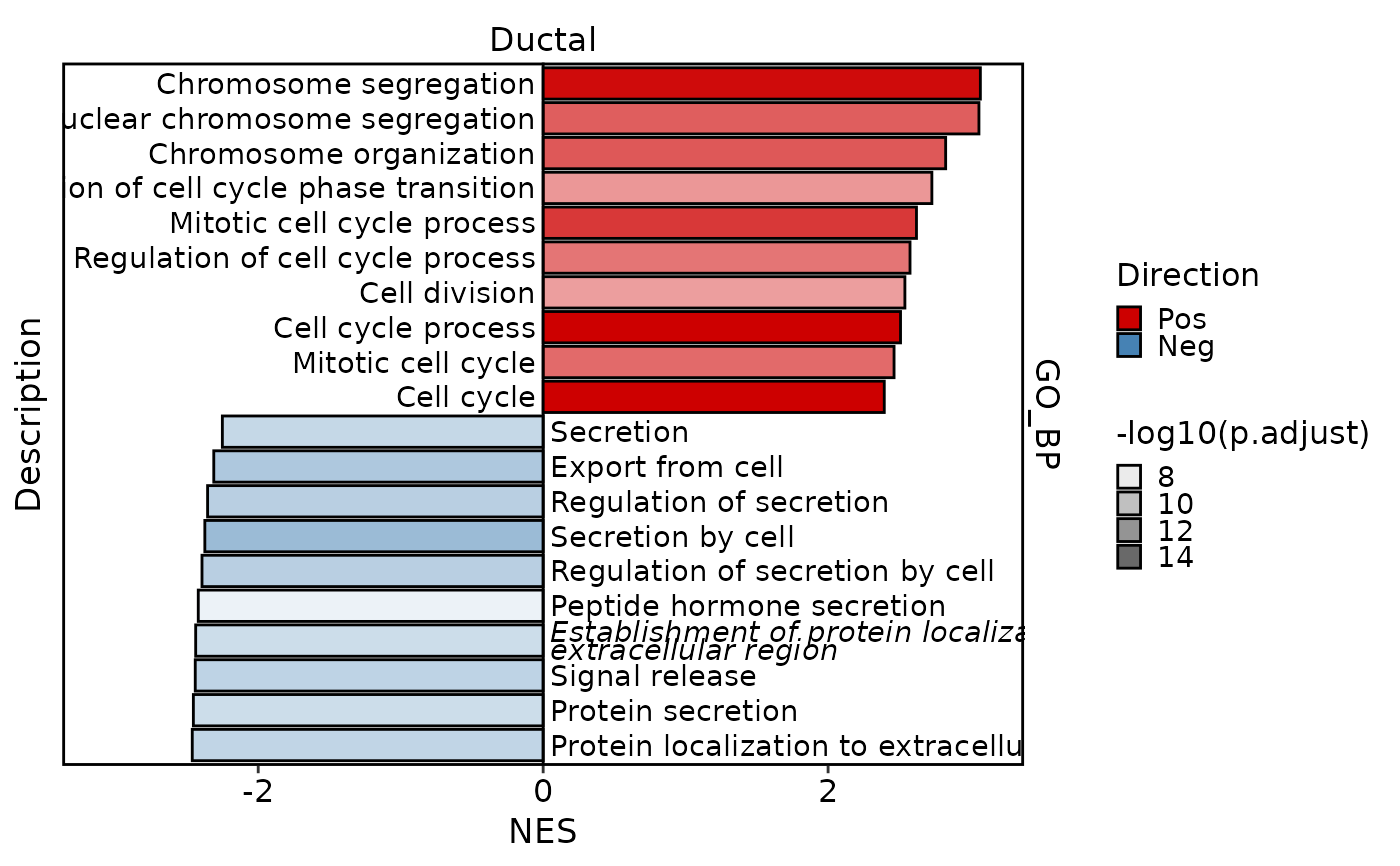 Ductal
Chromosome segregation
chromosome segregation
Chromosome organization
of cell cycle phase transition
Mitotic cell cycle process
Regulation of cell cycle process
Cell division
Cell cycle process
Mitotic cell cycle
Cell cycle
Secretion
Export from cell
Regulation of secretion
Secretion by cell
Regulation of secretion by cell
Peptide hormone secretion
Establishment of protein
extracellular region
Signal release
Protein secretion
Protein localization to
-2 0 2
NES
Description
GO_BP
Direction
Pos
Neg
-log10(p.adjust)
8
10
12
14